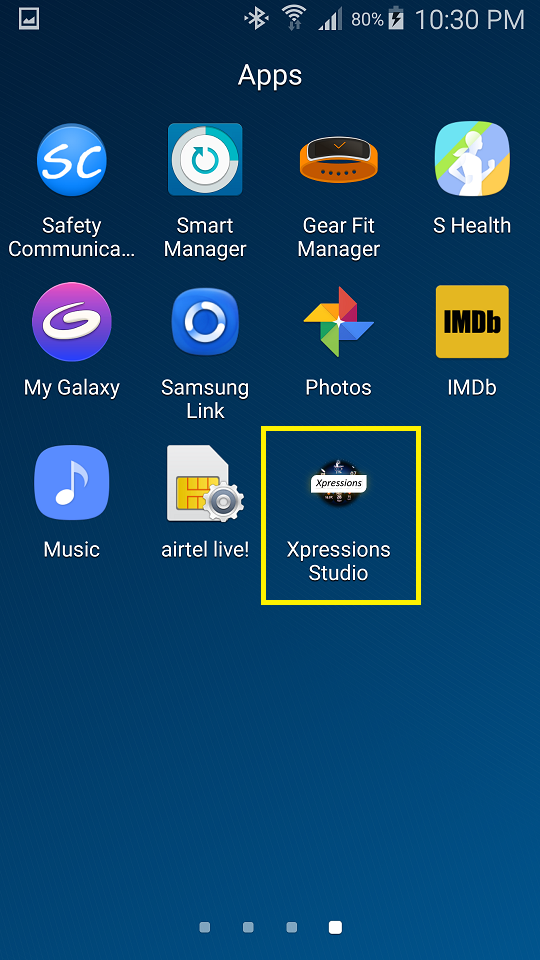 80% 10:30 PM
Apps
SC
Safety
Communica...
Smart
Manager
Gear Fit
Manager
S Health
My Galaxy
Samsung
Link
Photos
IMDb
IMDb
Music
airtel live!
Xpressions
Xpressions
Studio